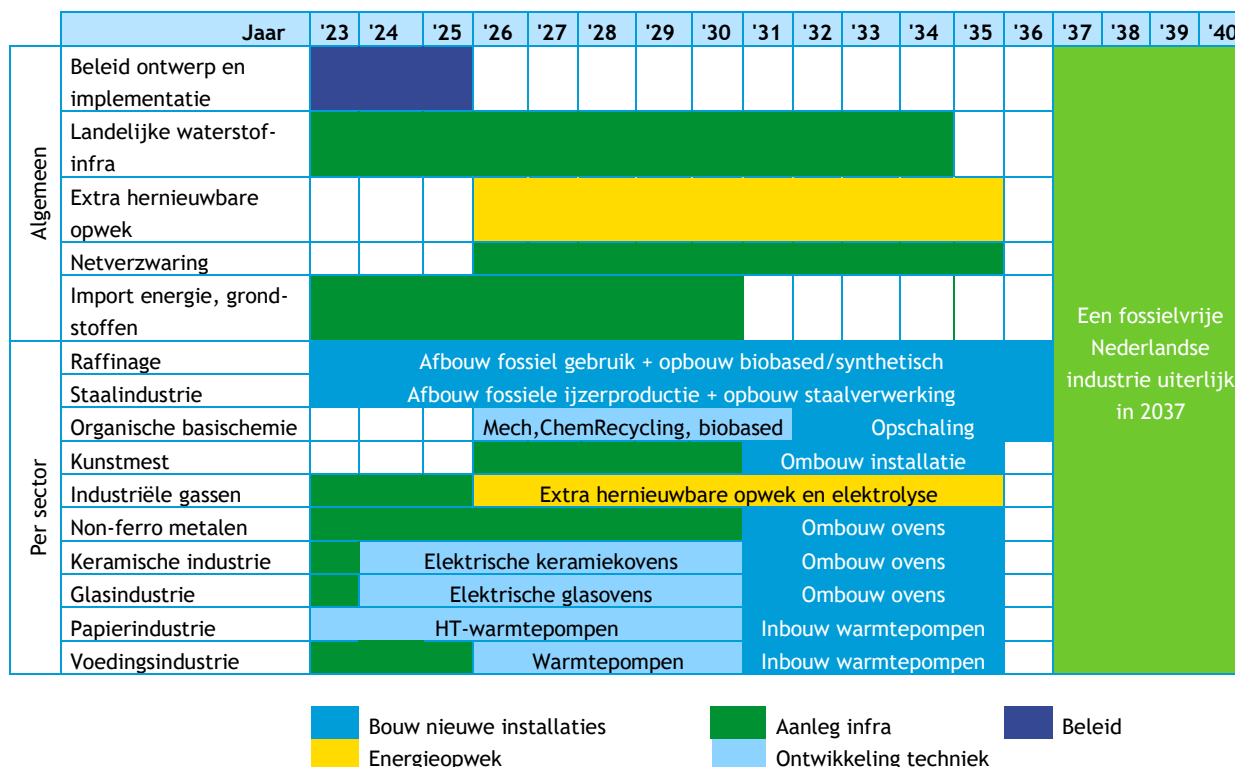 Jaar '23 '24 '25 '26 '27 '28 '29 '30 '31 '32 '33 '34 '35 '36 '37 '38 '39 '40
Algemeen
Beleid ontwerp en
implementatie
Landelijke waterstof-
infra
Extra hernieuwbare
opwek
Netverzwaring
Import energie, grond-
stoffen
Per sector
Raffinage Afbouw fossiel gebruik + opbouw biobased/synthetisch
Staalindustrie Afbouw fossiele ijzerproductie + opbouw staalverwerking
Organische basischemie Mech,ChemRecycling, biobased Opschaling
Kunstmest Ombouw installatie
Industriële gassen Extra hernieuwbare opwek en elektrolyse
Non-ferro metalen Ombouw ovens
Keramische industrie Elektrische keramiekovens Ombouw ovens
Glasindustrie Elektrische glasovens Ombouw ovens
Papierindustrie HT-warmtepompen Inbouw warmtepompen
Voedingsindustrie Warmtepompen Inbouw warmtepompen
Een fossielvrije
Nederlandse
industrie uiterlijk
in 2037
Bouw nieuwe installaties Aanleg infra Beleid
Energieopwek Ontwikkeling techniek